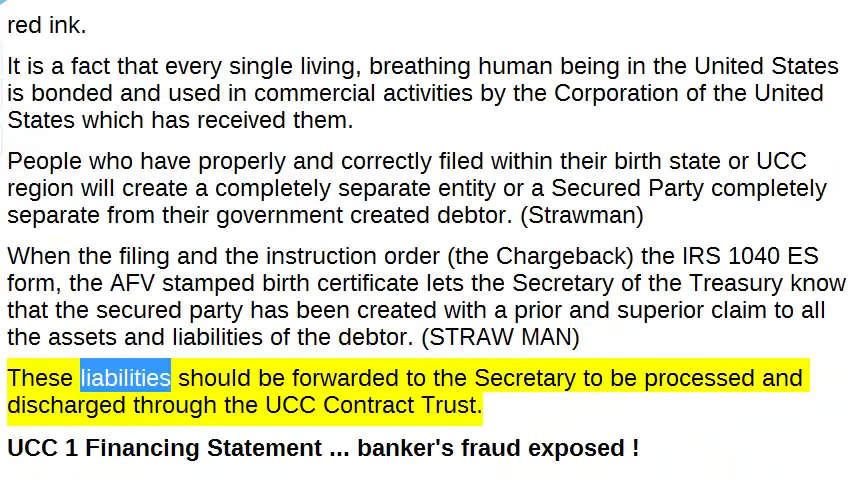 red ink.
It is a fact that every single living, breathing human being in the United States
is bonded and used in commercial activities by the Corporation of the United
States which has received them.
People who have properly and correctly filed within their birth state or UCC
region will create a completely separate entity or a Secured Party completely
separate from their government created debtor. (Strawman)
When the filing and the instruction order (the Chargeback) the IRS 1040 ES
form, the AFV stamped birth certificate lets the Secretary of the Treasury know
that the secured party has been created with a prior and superior claim to all
the assets and liabilities of the debtor. (STRAW MAN)
These liabilities should be forwarded to the Secretary to be processed and
discharged through the UCC Contract Trust.
UCC 1 Financing Statement ... banker's fraud exposed !